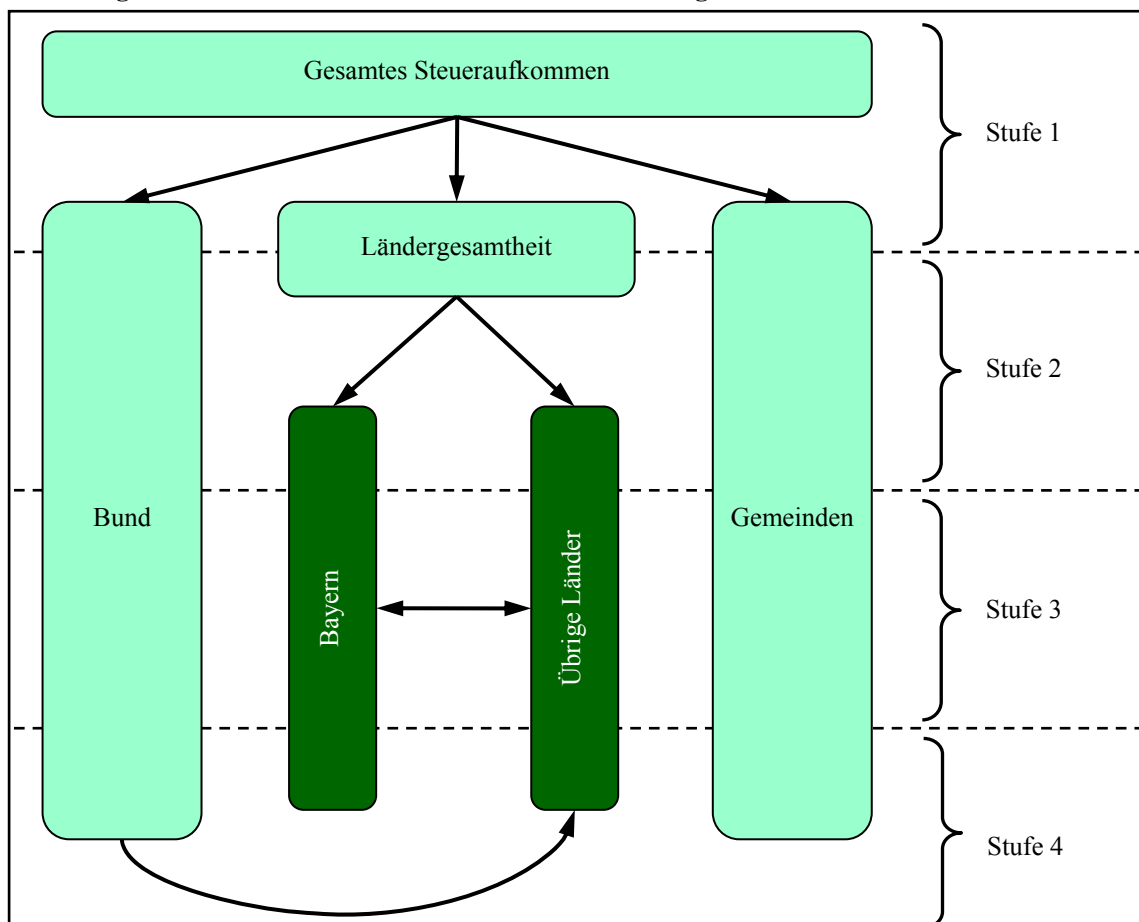 Gesamtes Steueraufkommen
Stufe 1
Ländergesamtheit
Stufe 2
Bund
Gemeinden
Bayern
Übrige Länder
Stufe 3
Stufe 4